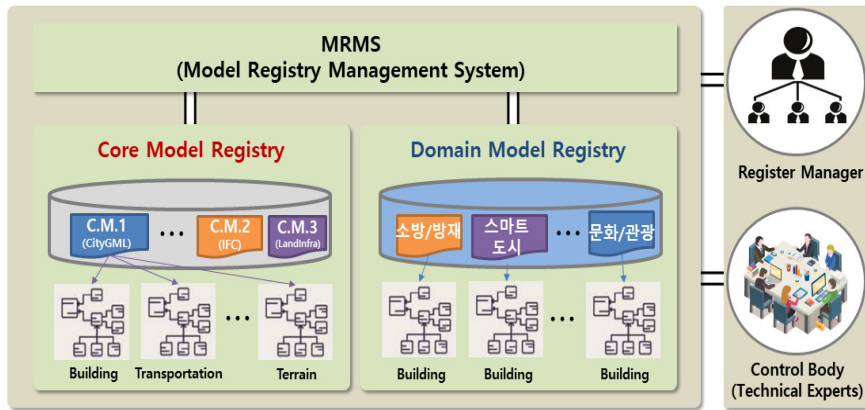 MRMS
(Model Registry Management System)
Core Model Registry
C.M.1
(CityGML)
...
C.M.2
(IFC)
C.M.3
(LandInfra)
...
Building
Transportation
Terrain
Domain Model Registry
소방/방재
스마트
도시
...
문화/관광
...
Building
Building
Building
Register Manager
Control Body
(Technical Experts)